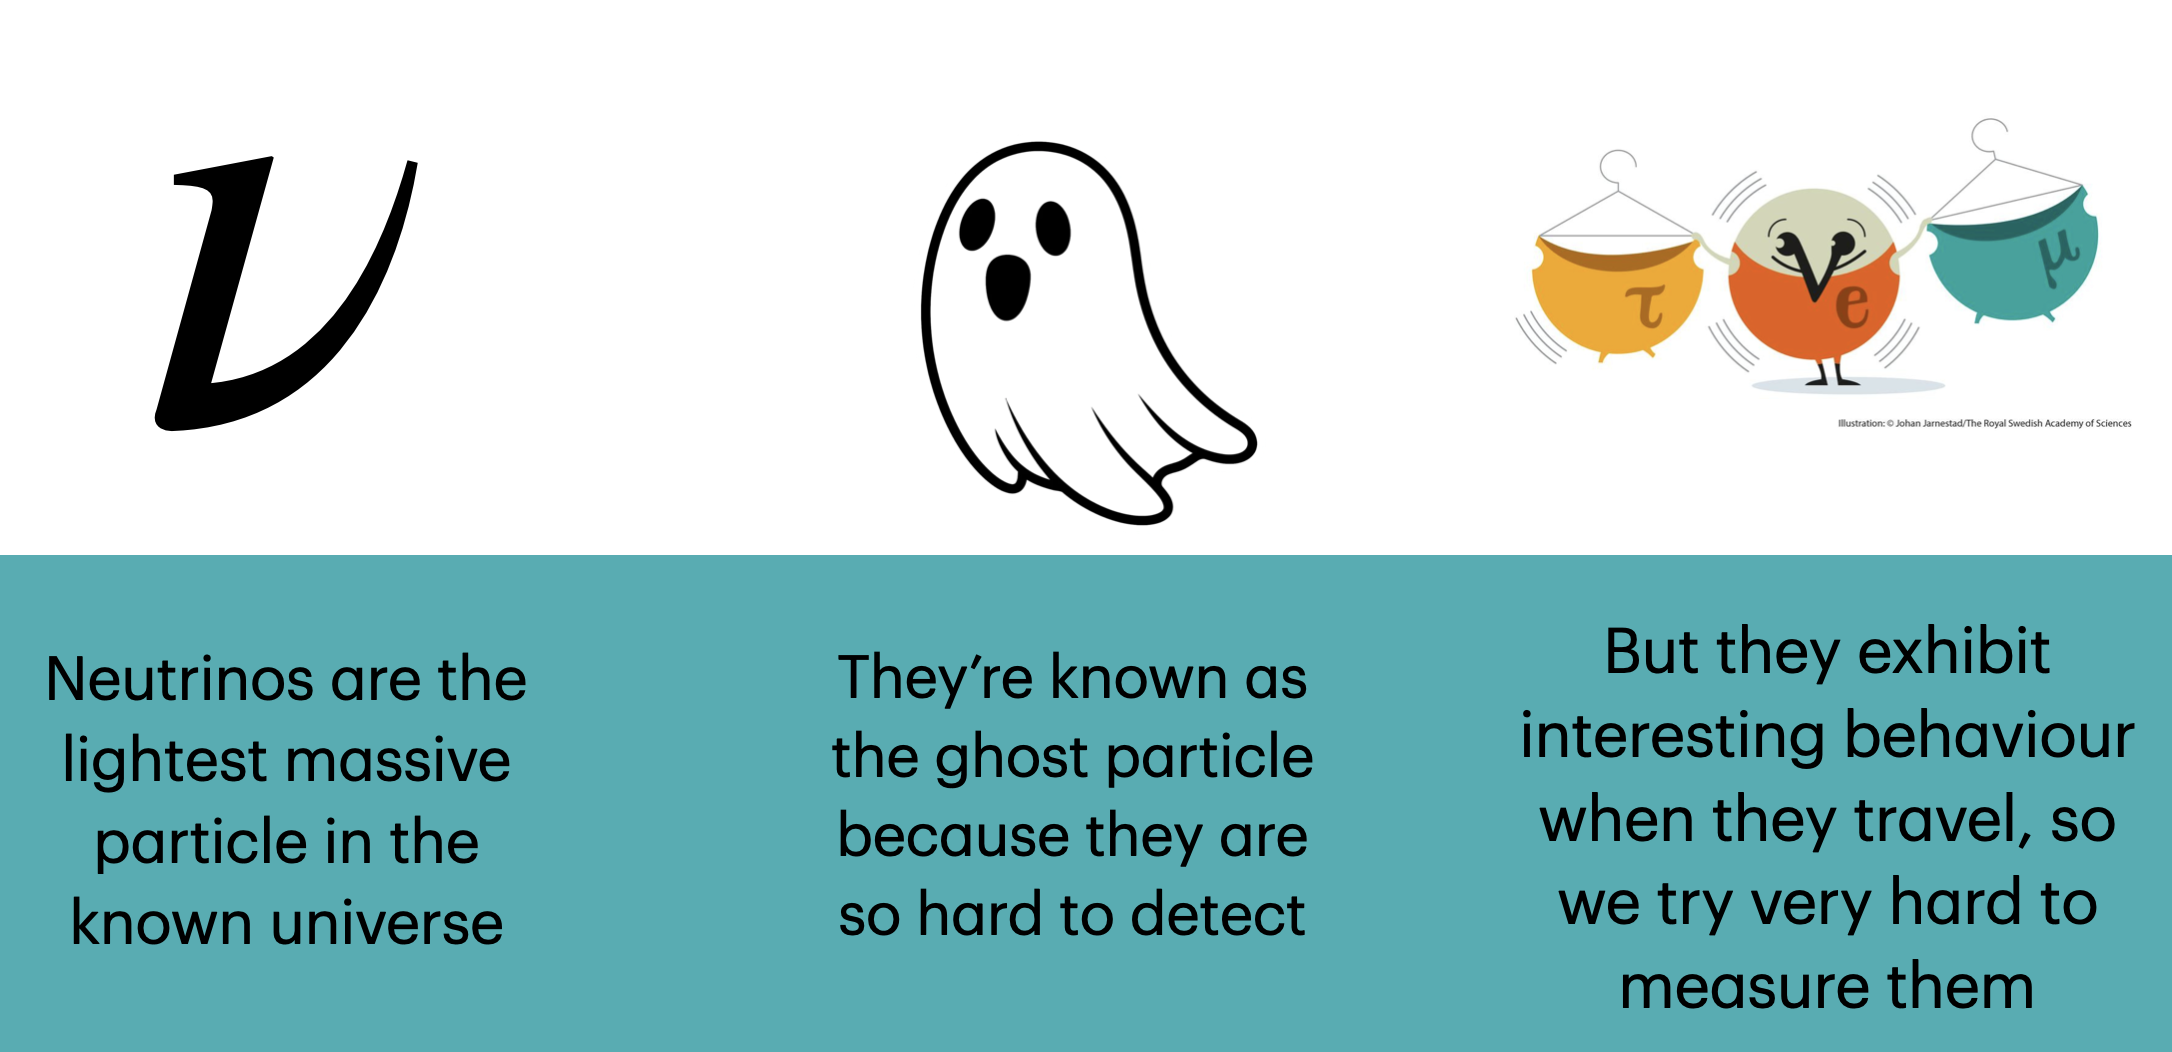 ν
τ
ν
e
μ
Illustration: © Johan Jarnestad/The Royal Swedish Academy of Sciences
Neutrinos are the
lightest massive
particle in the
known universe
They’re known as
the ghost particle
because they are
so hard to detect
But they exhibit
interesting behaviour
when they travel, so
we try very hard to
measure them